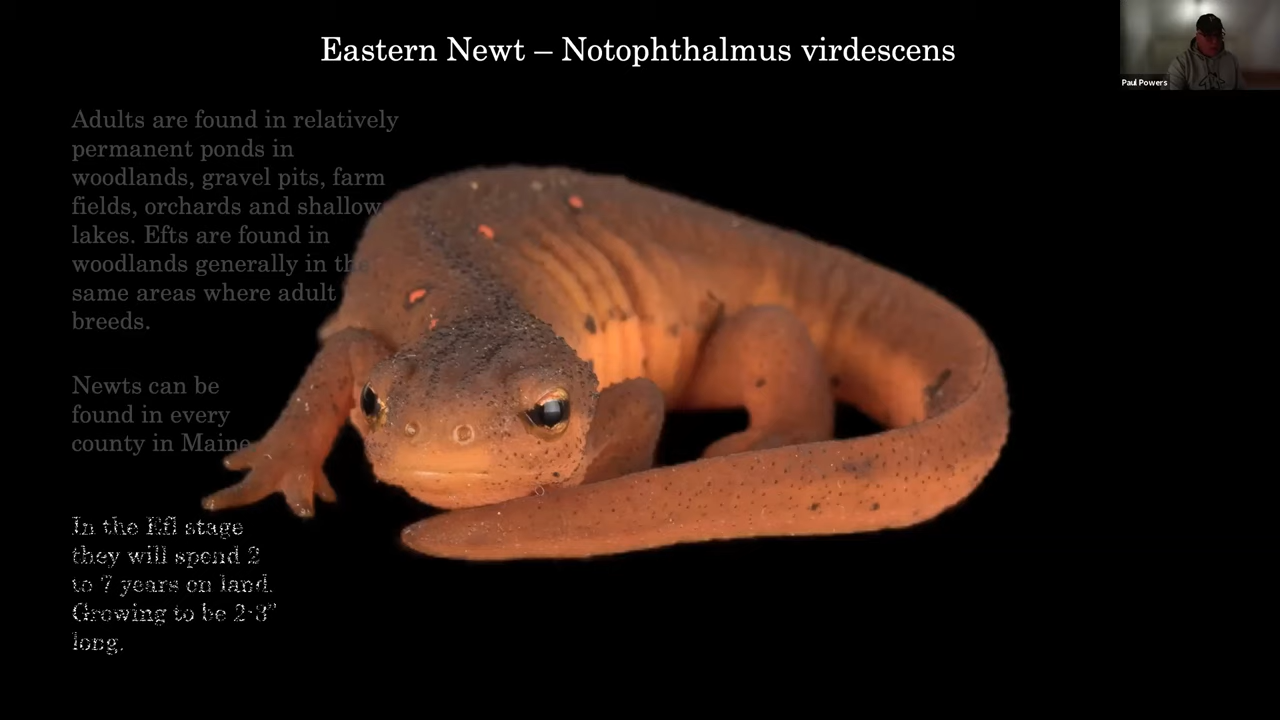 Eastern Newt – Notophthalmus virdescens
Paul Powers
Adults are found in relatively
permanent ponds in
woodlands, gravel pits, farm
fields, orchards and shallow
lakes. Efts are found in
woodlands generally in the
same areas where adult
breeds.
Newts can be
found in every
county in Maine
In the Eft stage
they will spend 2
to 7 years on land.
Growing to be 2-3”
long.